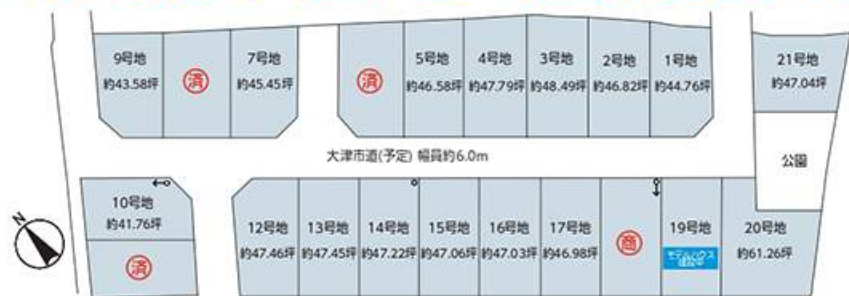 9号地
約43.58坪
済
7号地
約45.45坪
済
5号地
約46.58坪
4号地
約47.79坪
3号地
約48.49坪
2号地
約46.82坪
1号地
約44.76坪
21号地
約47.04坪
大津市道(予定) 幅員約6.0m
公園
10号地
約41.76坪
済
N
12号地
約47.46坪
13号地
約47.45坪
14号地
約47.22坪
15号地
約47.06坪
16号地
約47.03坪
17号地
約46.98坪
商
19号地
モデルハウス
建築中
20号地
約61.26坪